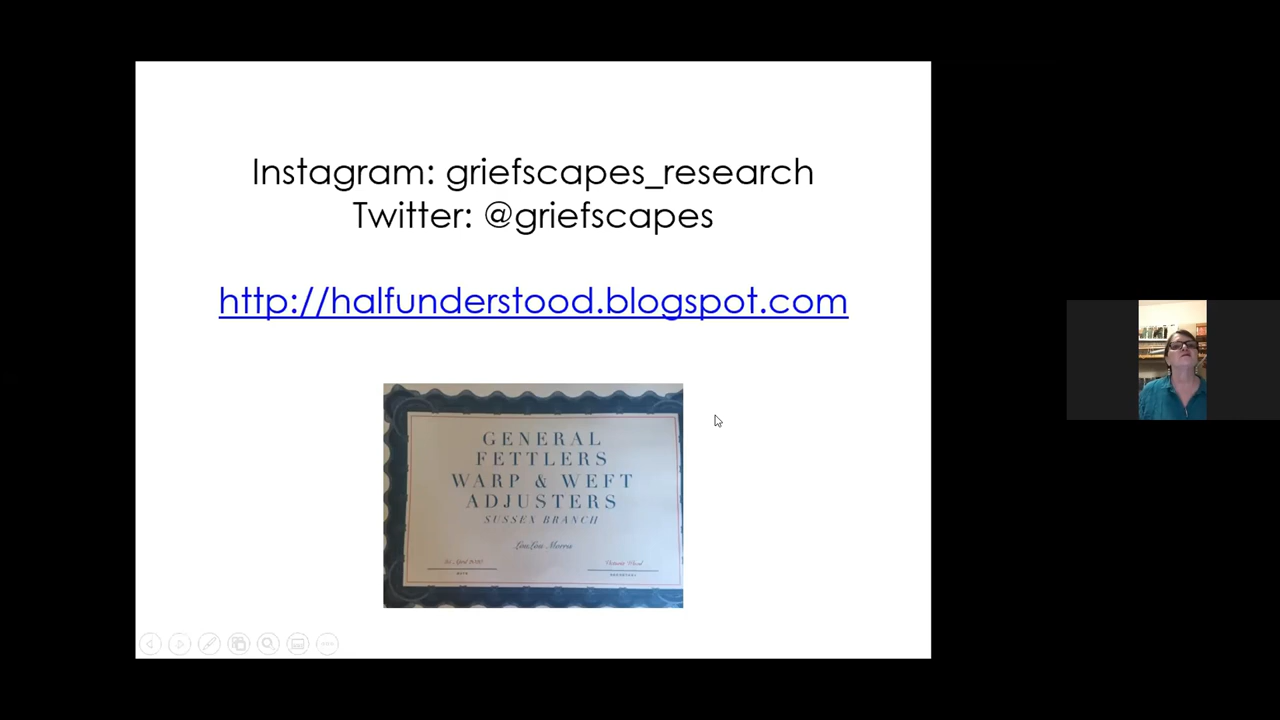 Instagram: griefscapes_research
Twitter: @griefscapes
http://halfunderstood.blogspot.com
GENERAL
FETTLERS
WARP & WEFT
ADJUSTERS
SUSSEX BRANCH